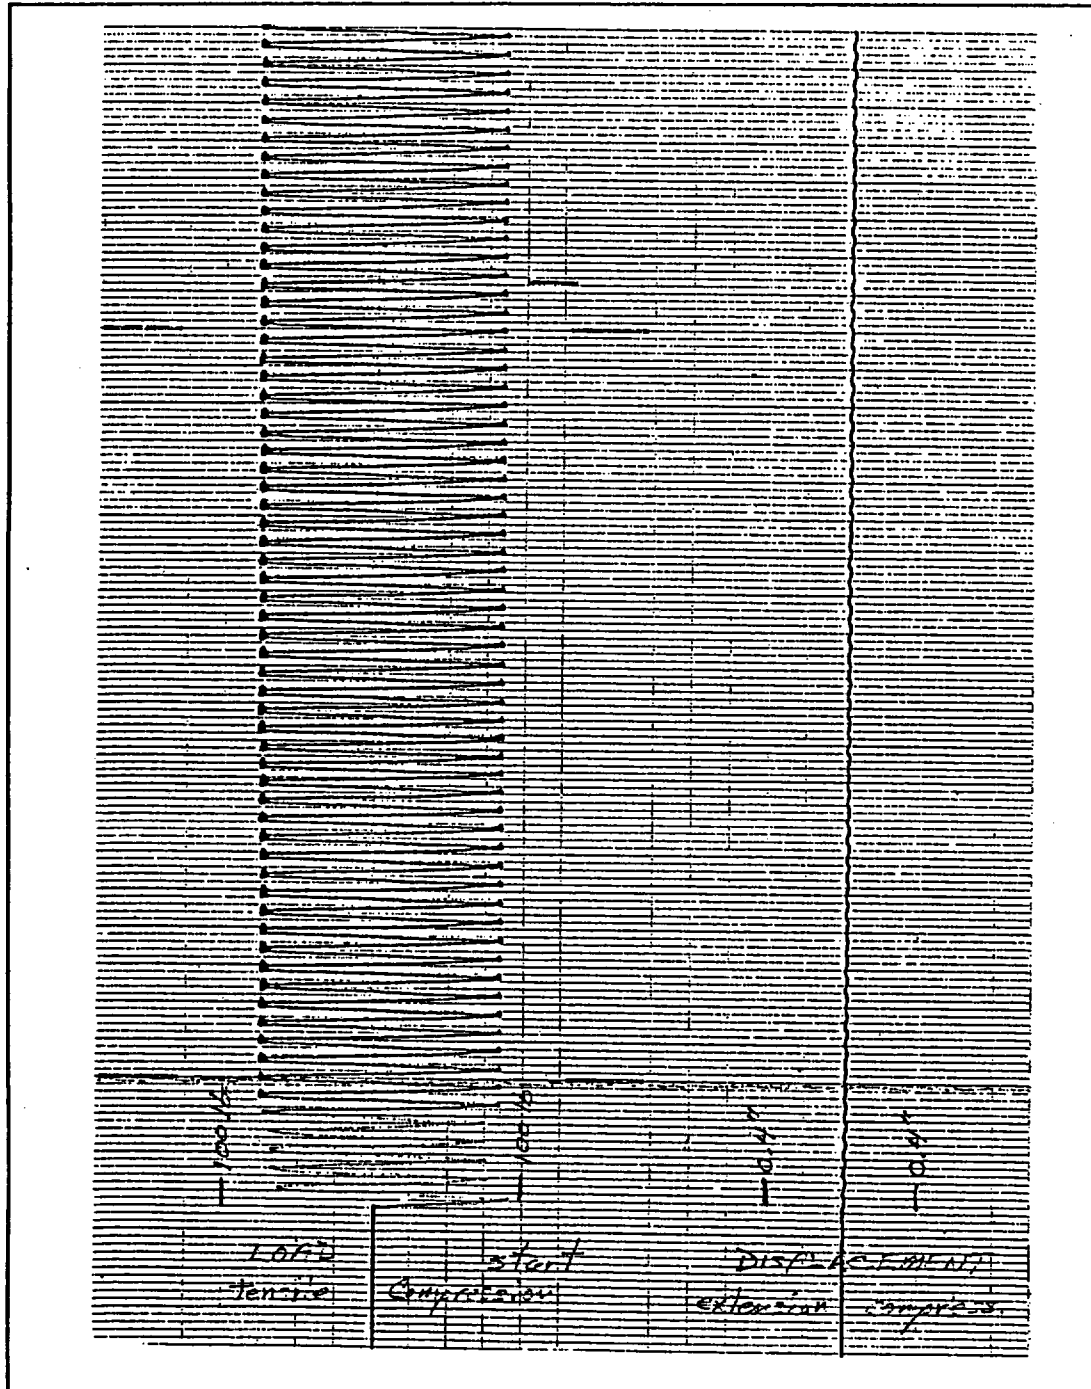 100 lb
100 lb
0.4"
0.4"
LOAD
start
DISPLACEMENT
tensile
Compression
extension
compress.